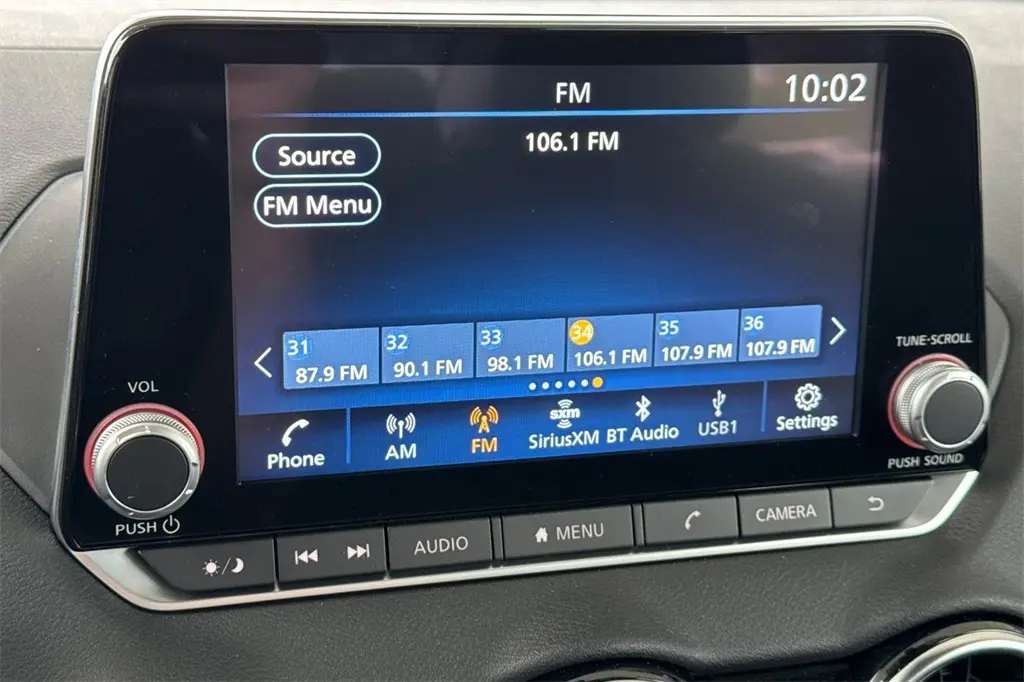 FM
10:02
106.1 FM
Source
FM Menu
31
87.9 FM
32
90.1 FM
33
98.1 FM
34
106.1 FM
35
107.9 FM
36
107.9 FM
Phone
AM
FM
sxm
SiriusXM
BT Audio
USB1
Settings
VOL
PUSH
TUNE·SCROLL
PUSH SOUND
AUDIO
MENU
CAMERA